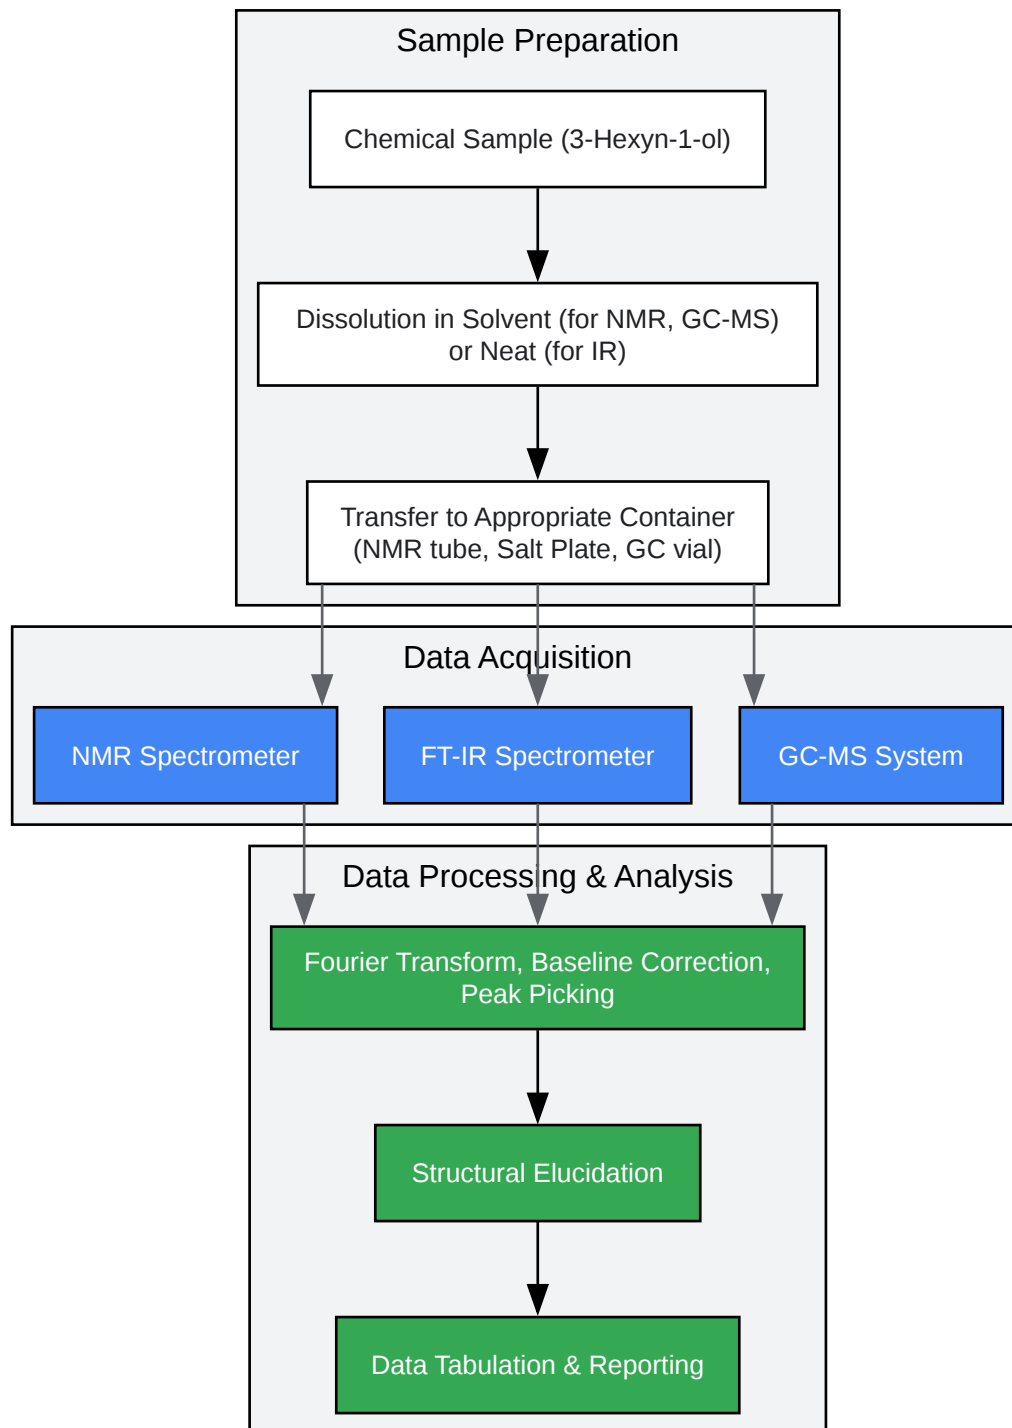 Sample Preparation
Chemical Sample (3-Hexyn-1-ol)
Dissolution in Solvent (for NMR, GC-MS)
or Neat (for IR)
Transfer to Appropriate Container
(NMR tube, Salt Plate, GC vial)
Data Acquisition
NMR Spectrometer
FT-IR Spectrometer
GC-MS System
Data Processing & Analysis
Fourier Transform, Baseline Correction,
Peak Picking
Structural Elucidation
Data Tabulation & Reporting